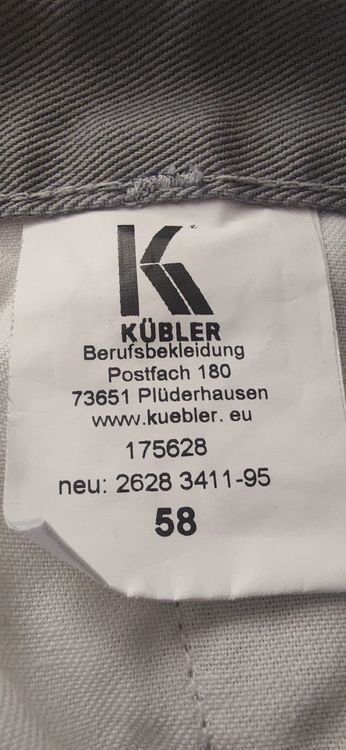 KÜBLER
Berufsbekleidung
Postfach 180
73651 Plüderhausen
www.kuebler.eu
175628
neu: 2628 3411-95
58